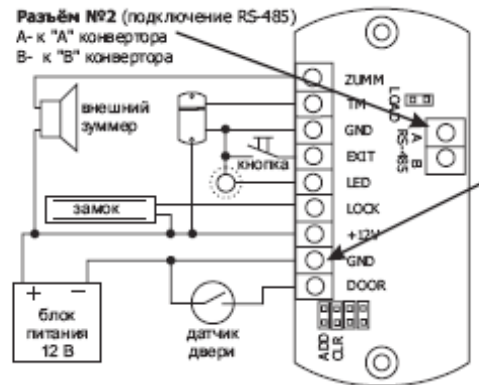 Разъём №2 (подключение RS-485)
A- к "A" конвертора
B- к "B" конвертора
внешний
зуммер
кнопка
замок
+ −
блок
питания
12 В
датчик
двери
ZUMM
TM
GND
EXIT
LED
LOCK
+12V
GND
DOOR
LOAD
RS-485
A
B
ADD
CLR